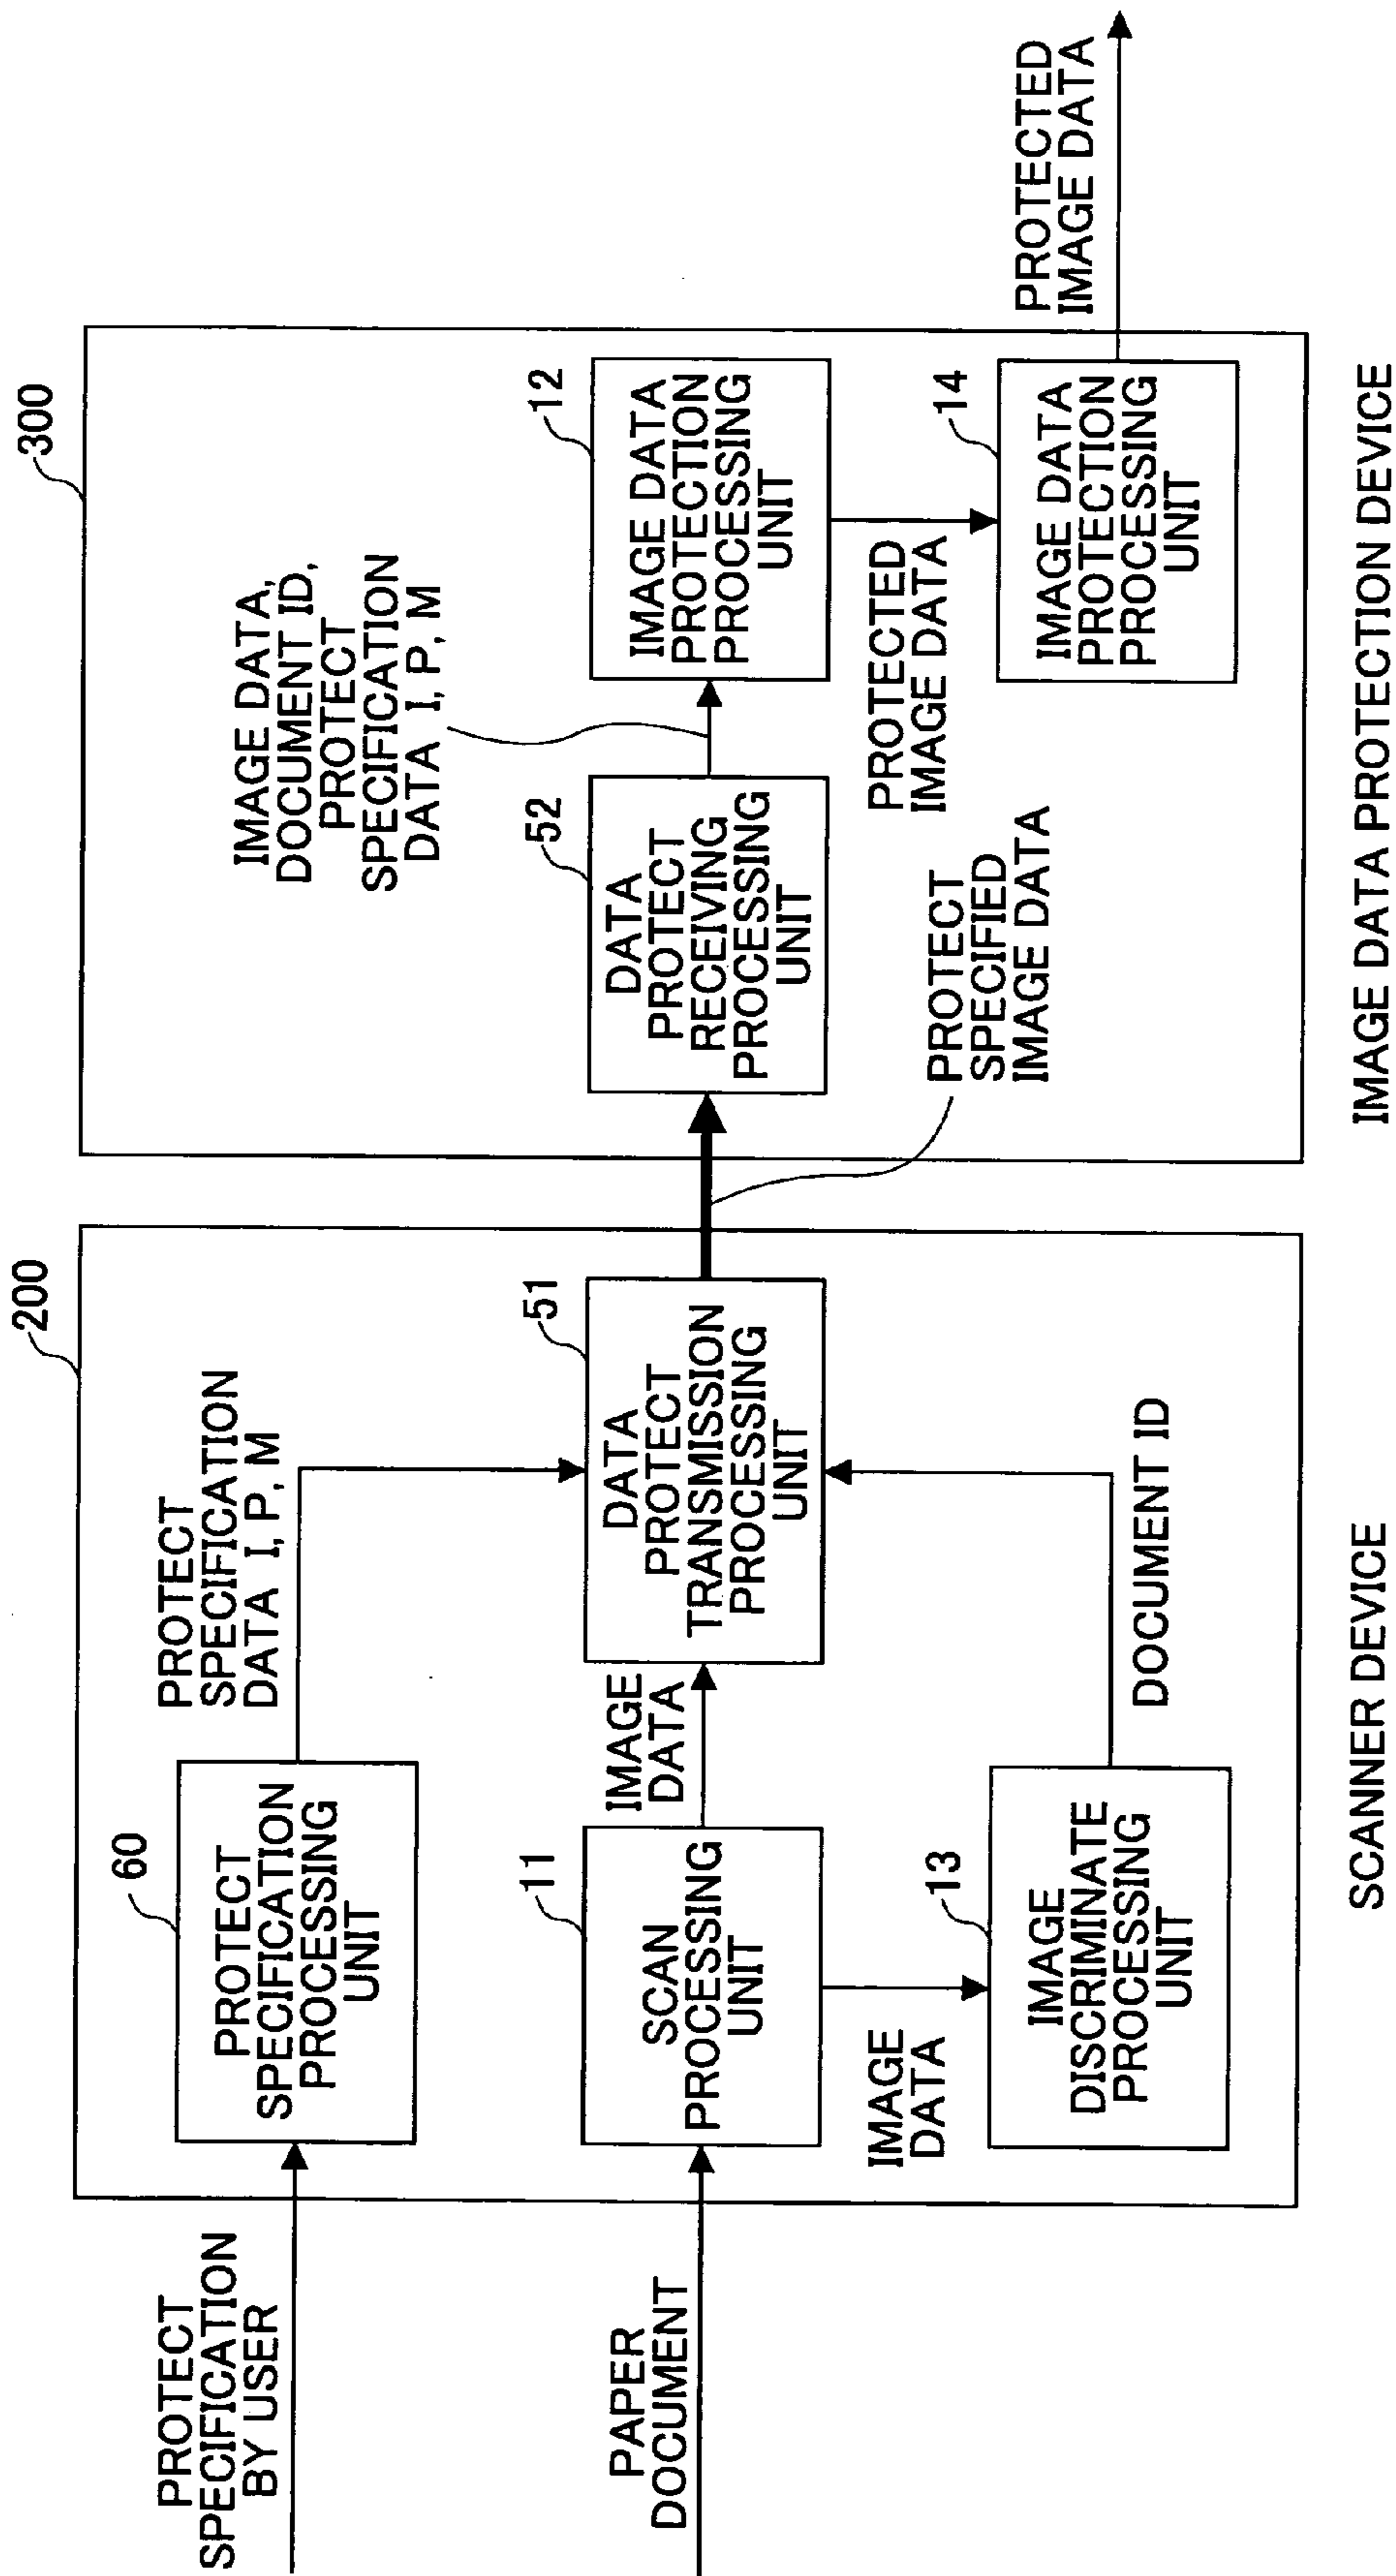 PROTECT
SPECIFICATION
BY USER
PAPER
DOCUMENT
200
60
PROTECT
SPECIFICATION
PROCESSING
UNIT
PROTECT
SPECIFICATION
DATA I, P, M
11
SCAN
PROCESSING
UNIT
IMAGE
DATA
IMAGE
DATA
13
IMAGE
DISCRIMINATE
PROCESSING
UNIT
DOCUMENT ID
51
DATA
PROTECT
TRANSMISSION
PROCESSING
UNIT
SCANNER DEVICE
PROTECT
SPECIFIED
IMAGE DATA
300
52
DATA
PROTECT
RECEIVING
PROCESSING
UNIT
IMAGE DATA,
DOCUMENT ID,
PROTECT
SPECIFICATION
DATA I, P, M
12
IMAGE DATA
PROTECTION
PROCESSING
UNIT
PROTECTED
IMAGE DATA
14
IMAGE DATA
PROTECTION
PROCESSING
UNIT
PROTECTED
IMAGE DATA
IMAGE DATA PROTECTION DEVICE